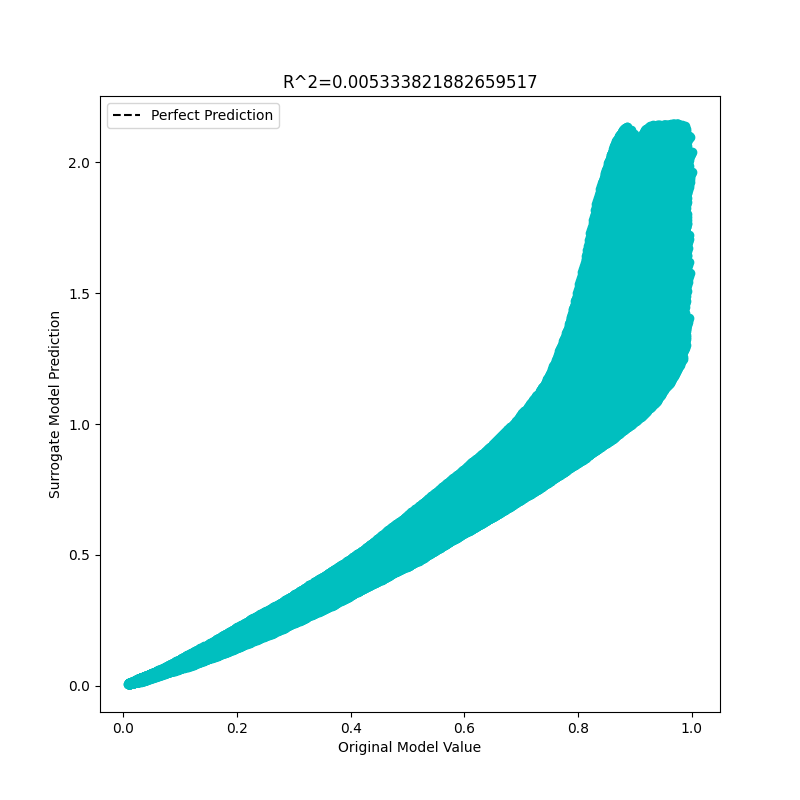 R^2=0.005333821882659517
Perfect Prediction
2.0
1.5
1.0
0.5
0.0
Surrogate Model Prediction
0.0 0.2 0.4 0.6 0.8 1.0
Original Model Value